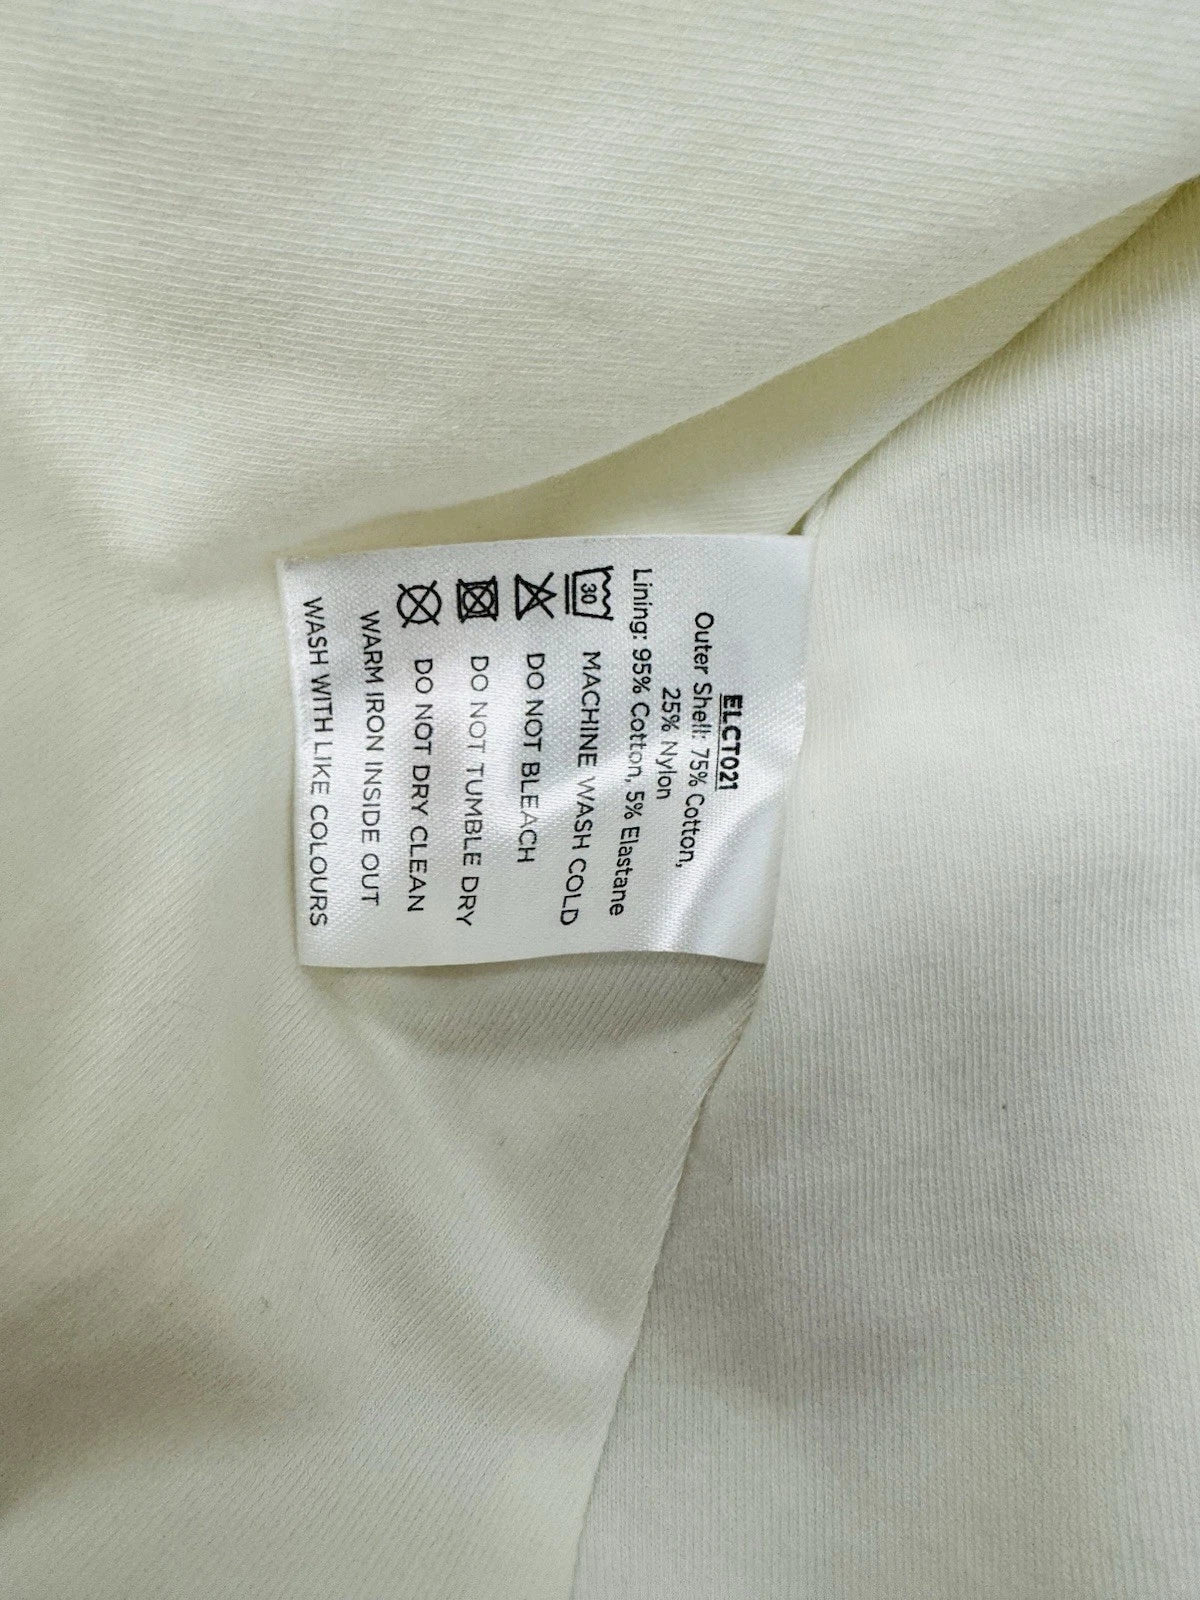 ELCT021
Outer Shell: 75% Cotton,
25% Nylon
Lining: 95% Cotton, 5% Elastane
30 MACHINE WASH COLD
DO NOT BLEACH
DO NOT TUMBLE DRY
DO NOT DRY CLEAN
WARM IRON INSIDE OUT
WASH WITH LIKE COLOURS